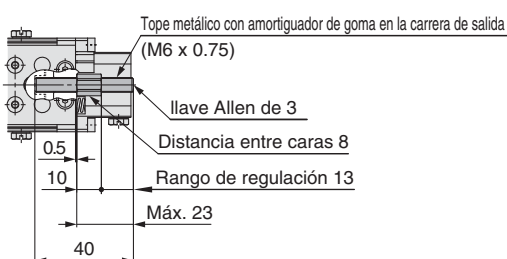 Tope metálico con amortiguador de goma en la carrera de salida
(M6 x 0.75)
llave Allen de 3
Distancia entre caras 8
0.5
10
Rango de regulación 13
Máx. 23
40